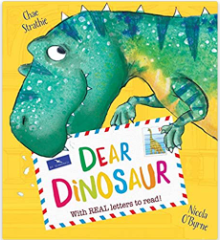 Chae
Strathie
DEAR
DINOSAUR
With REAL letters to read!
Nicola
O'Byrne